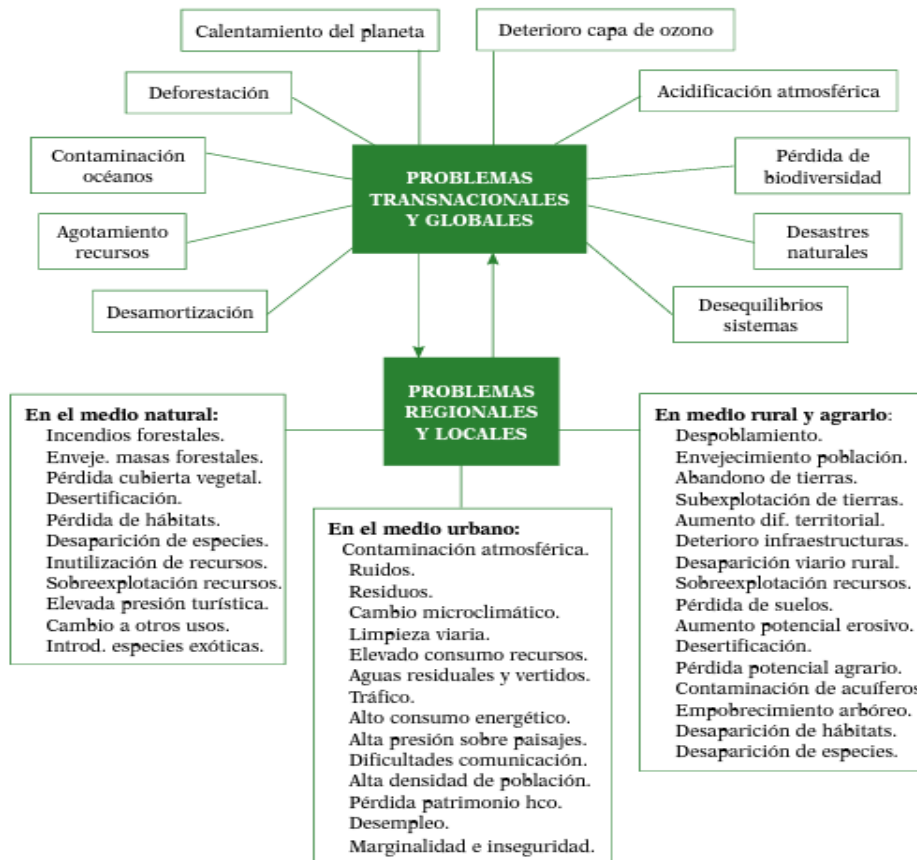 Calentamiento del planeta
Deterioro capa de ozono
Deforestación
Acidificación atmosférica
Contaminación
océanos
PROBLEMAS
TRANSNACIONALES
Y GLOBALES
Pérdida de
biodiversidad
Agotamiento
recursos
Desastres
naturales
Desamortización
Desequilibrios
sistemas
PROBLEMAS
REGIONALES
Y LOCALES
En el medio natural:
Incendios forestales.
Enveje. masas forestales.
Pérdida cubierta vegetal.
Desertificación.
Pérdida de hábitats.
Desaparición de especies.
Inutilización de recursos.
Sobreexplotación recursos.
Elevada presión turística.
Cambio a otros usos.
Introd. especies exóticas.
En el medio urbano:
Contaminación atmosférica.
Ruidos.
Residuos.
Cambio microclimático.
Limpieza viaria.
Elevado consumo recursos.
Aguas residuales y vertidos.
Tráfico.
Alto consumo energético.
Alta presión sobre paisajes.
Dificultades comunicación.
Alta densidad de población.
Pérdida patrimonio hco.
Desempleo.
Marginalidad e inseguridad.
En medio rural y agrario:
Despoblamiento.
Envejecimiento población.
Abandono de tierras.
Subexplotación de tierras.
Aumento dif. territorial.
Deterioro infraestructuras.
Desaparición viario rural.
Sobreexplotación recursos.
Pérdida de suelos.
Aumento potencial erosivo.
Desertificación.
Pérdida potencial agrario.
Contaminación de acuíferos
Empobrecimiento arbóreo.
Desaparición de hábitats.
Desaparición de especies.